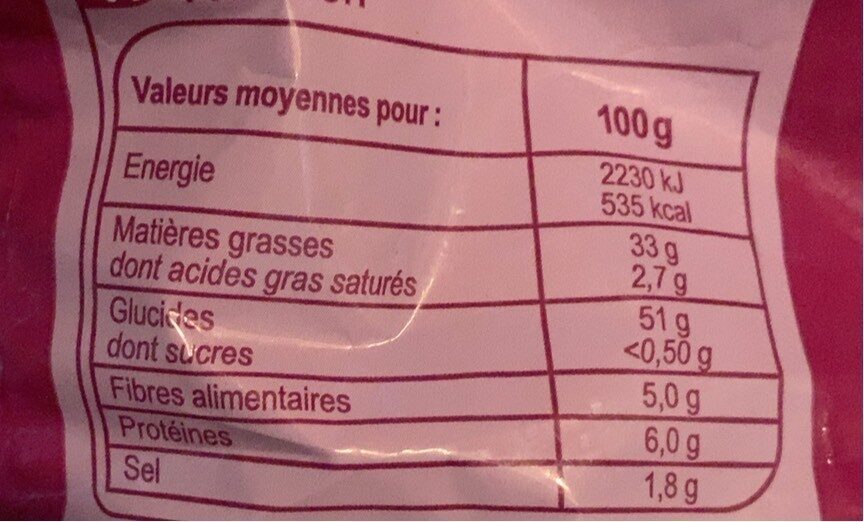 Valeurs moyennes pour : 100 g
Energie 2230 kJ
535 kcal
Matières grasses 33 g
dont acides gras saturés 2,7 g
Glucides 51 g
dont sucres <0,50 g
Fibres alimentaires 5,0 g
Protéines 6,0 g
Sel 1,8 g